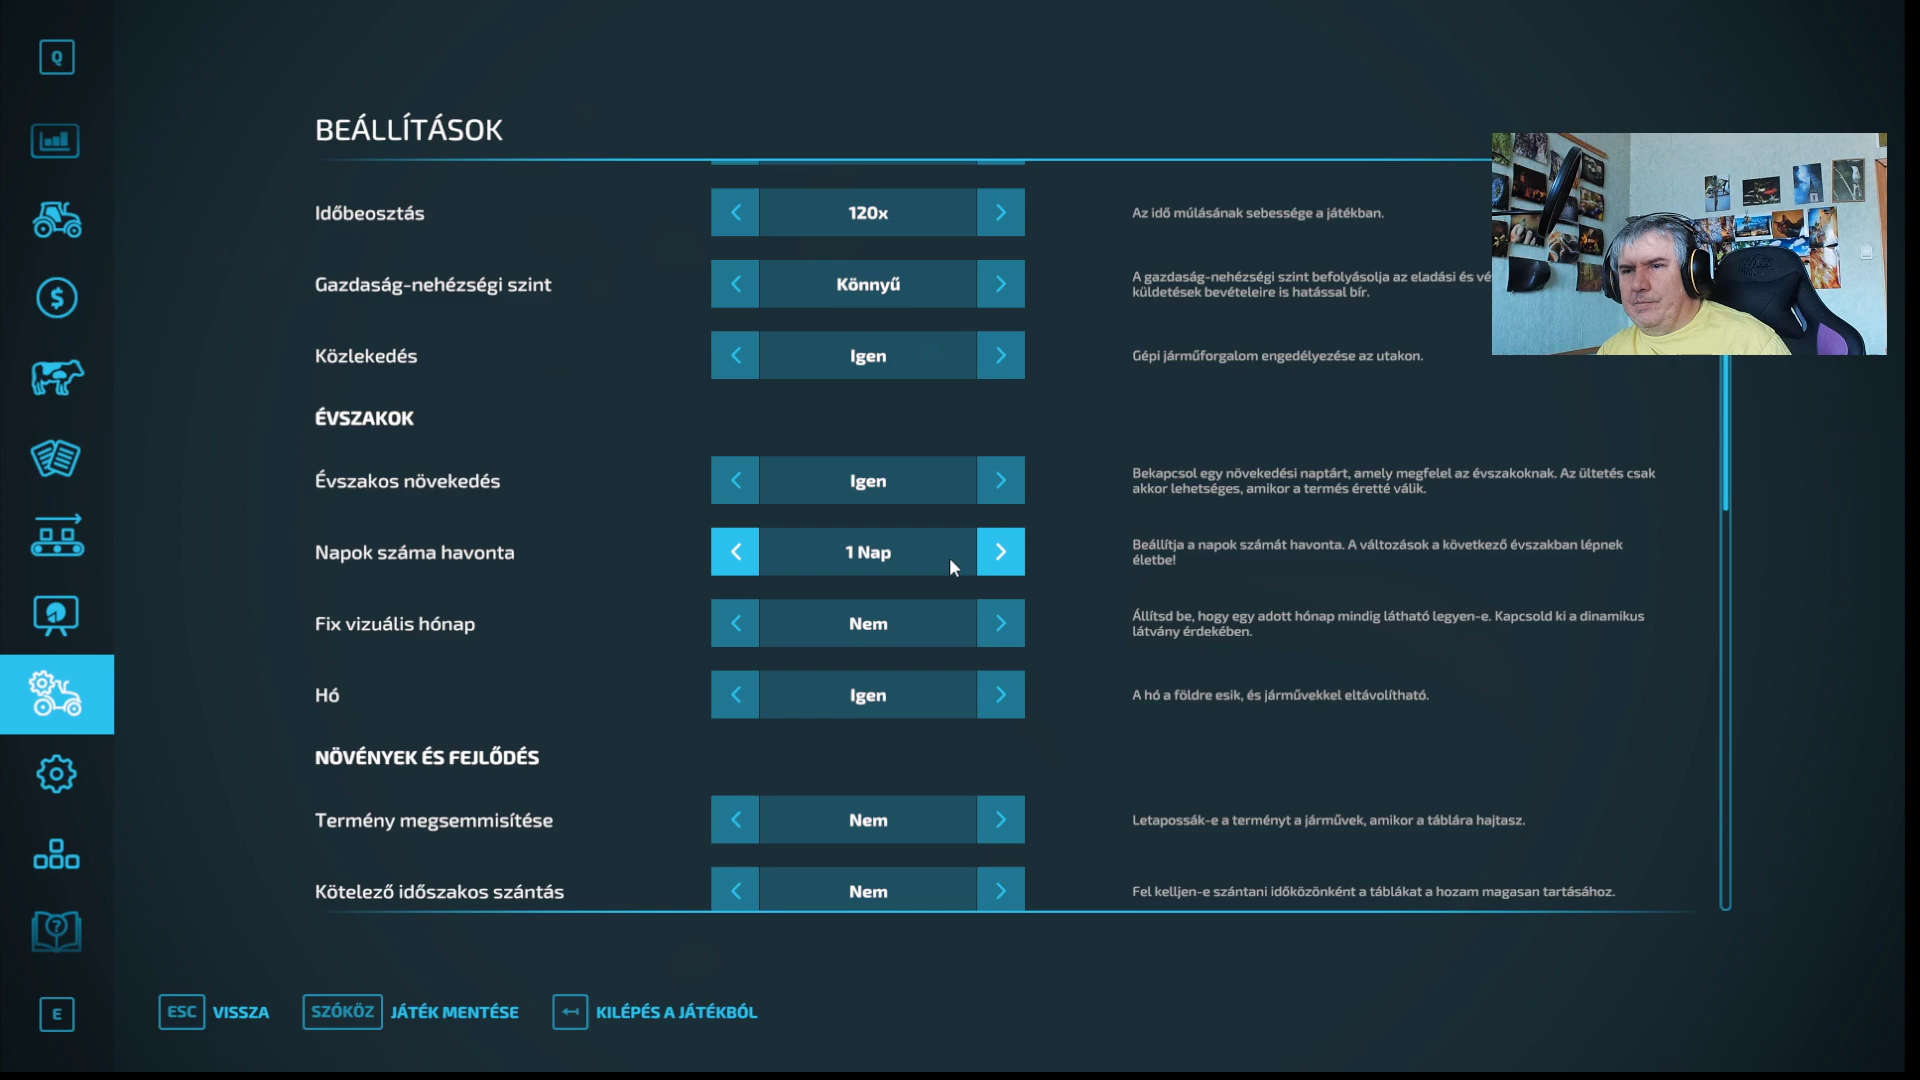 Q
BEÁLLÍTÁSOK
Időbeosztás
120x
Az idő múlásának sebessége a játékban.
Gazdaság-nehézségi szint
Könnyű
A gazdaság-nehézségi szint befolyásolja az eladási és
küldetések bevételeire is hatással bír.
Közlekedés
Igen
Gépi járműforgalom engedélyezése az utakon.
ÉVSZAKOK
Évszakos növekedés
Igen
Bekapcsol egy növekedési naptárt, amely megfelel az évszakoknak. Az ültetés csak
akkor lehetséges, amikor a termés éretté válik.
Napok száma havonta
1 Nap
Beállítja a napok számát havonta. A változások a következő évszakban lépnek
életbe!
Fix vizuális hónap
Nem
Állítsd be, hogy egy adott hónap mindig látható legyen-e. Kapcsold ki a dinamikus
látvány érdekében.
Hó
Igen
A hó a földre esik, és járművekkel eltávolítható.
NÖVÉNYEK ÉS FEJLŐDÉS
Termény megsemmisítése
Nem
Letapossák-e a terményt a járművek, amikor a táblára hajtasz.
Kötelező időszakos szántás
Nem
Fel kelljen-e szántani időközönként a táblákat a hozam magasan tartásához.
E
ESC VISSZA
SZÓKÖZ JÁTÉK MENTÉSE
KILÉPÉS A JÁTÉKBÓL